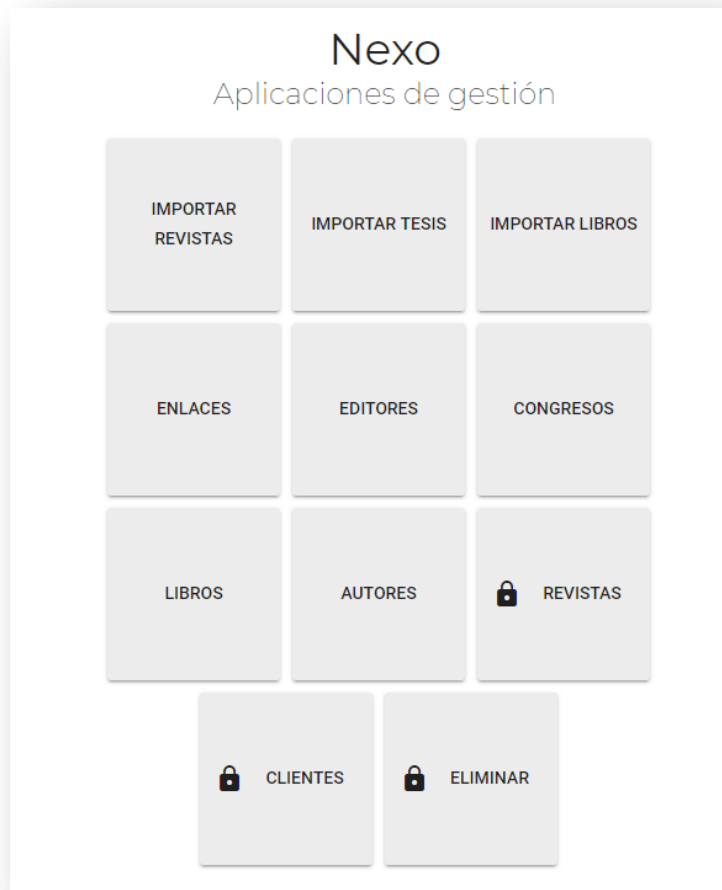 Nexo
Aplicaciones de gestión
IMPORTAR
REVISTAS
IMPORTAR TESIS
IMPORTAR LIBROS
ENLACES
EDITORES
CONGRESOS
LIBROS
AUTORES
REVISTAS
CLIENTES
ELIMINAR